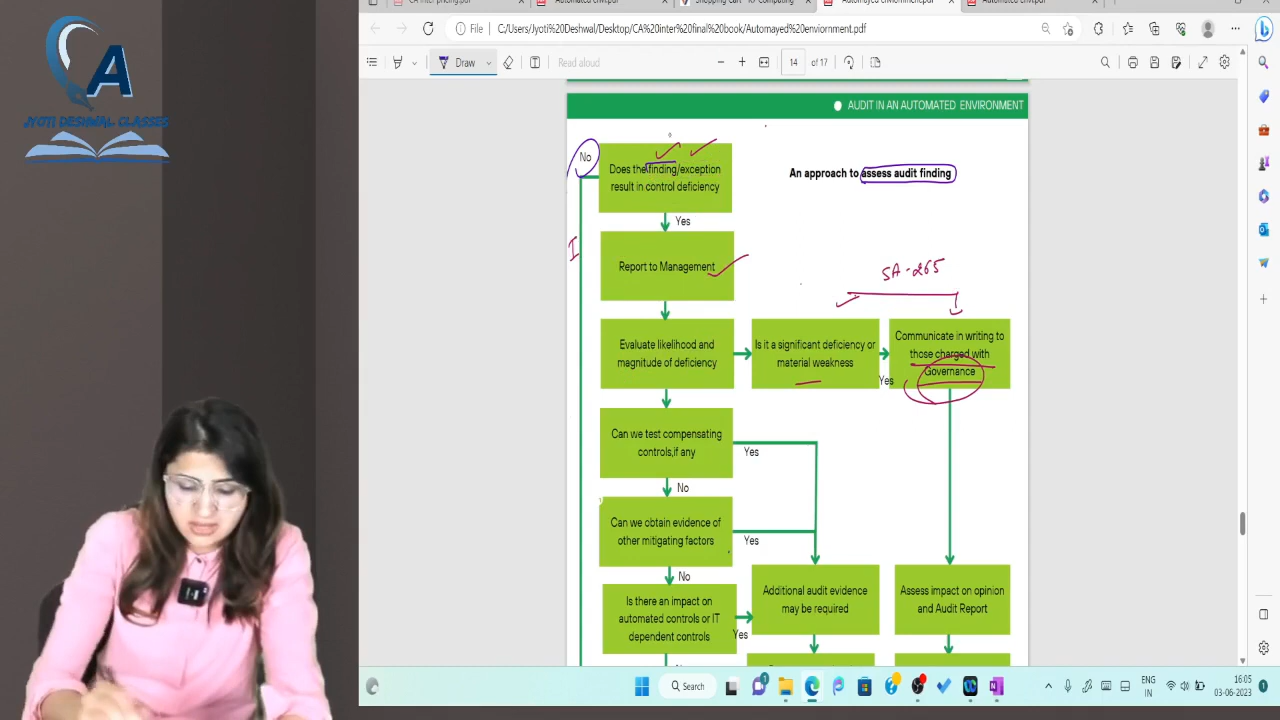 CA
JYOTI DESHWAL CLASSES
File
C:/Users/Jyoti Deshwal/Desktop/CA%20inter%20final%20book/Automayed%20enviornment.pdf
Draw
Read aloud
14 of 17
AUDIT IN AN AUTOMATED ENVIRONMENT
No
Does the finding/exception
result in control deficiency
An approach to assess audit finding
Yes
I
Report to Management
SA-265
Evaluate likelihood and
magnitude of deficiency
Is it a significant deficiency or
material weakness
Yes
Communicate in writing to
those charged with
Governance
Can we test compensating
controls,if any
Yes
No
Can we obtain evidence of
other mitigating factors
Yes
No
Is there an impact on
automated controls or IT
dependent controls
Yes
Additional audit evidence
may be required
Assess impact on opinion
and Audit Report
Search
ENG
IN
16:05
03-06-2023